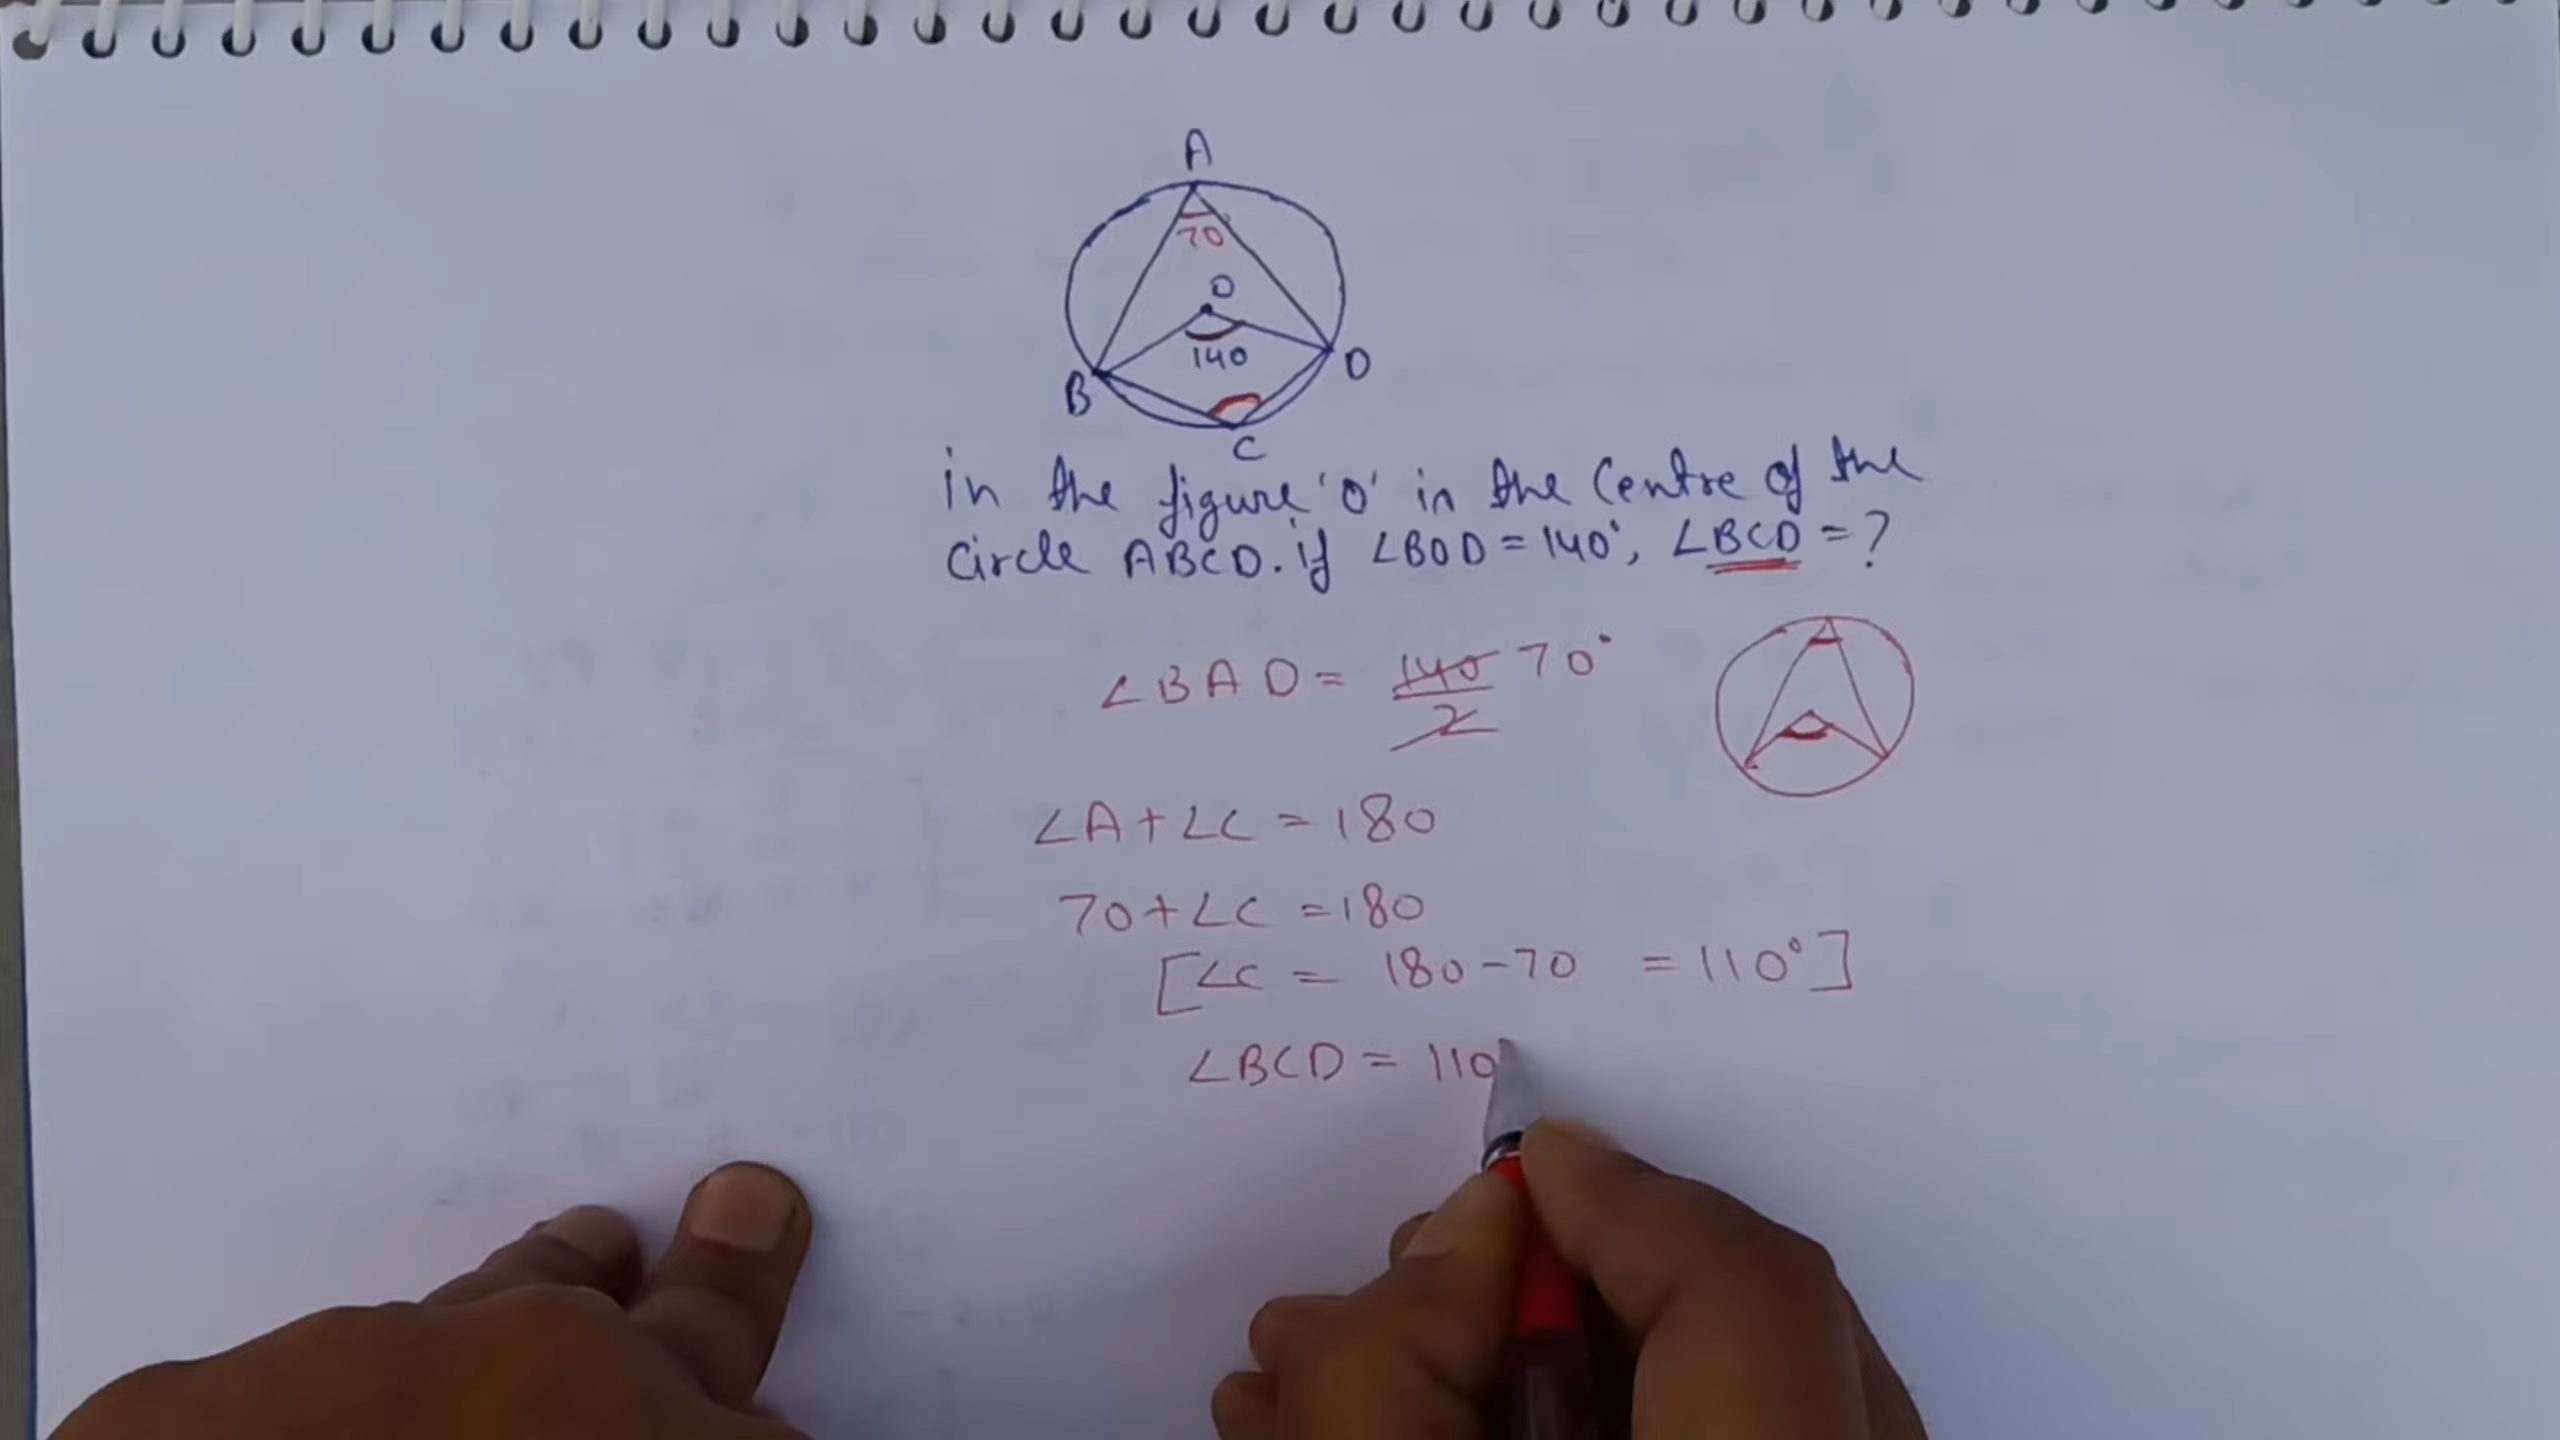 A
70
O
140
B
D
C
in the figure 'O' in the Centre of the
Circle ABCD. if ∠BOD = 140°, ∠BCD = ?
∠BAD = 140/2 70°
∠A + ∠C = 180
70 + ∠C = 180
[∠C = 180 - 70 = 110°]
∠BCD = 110